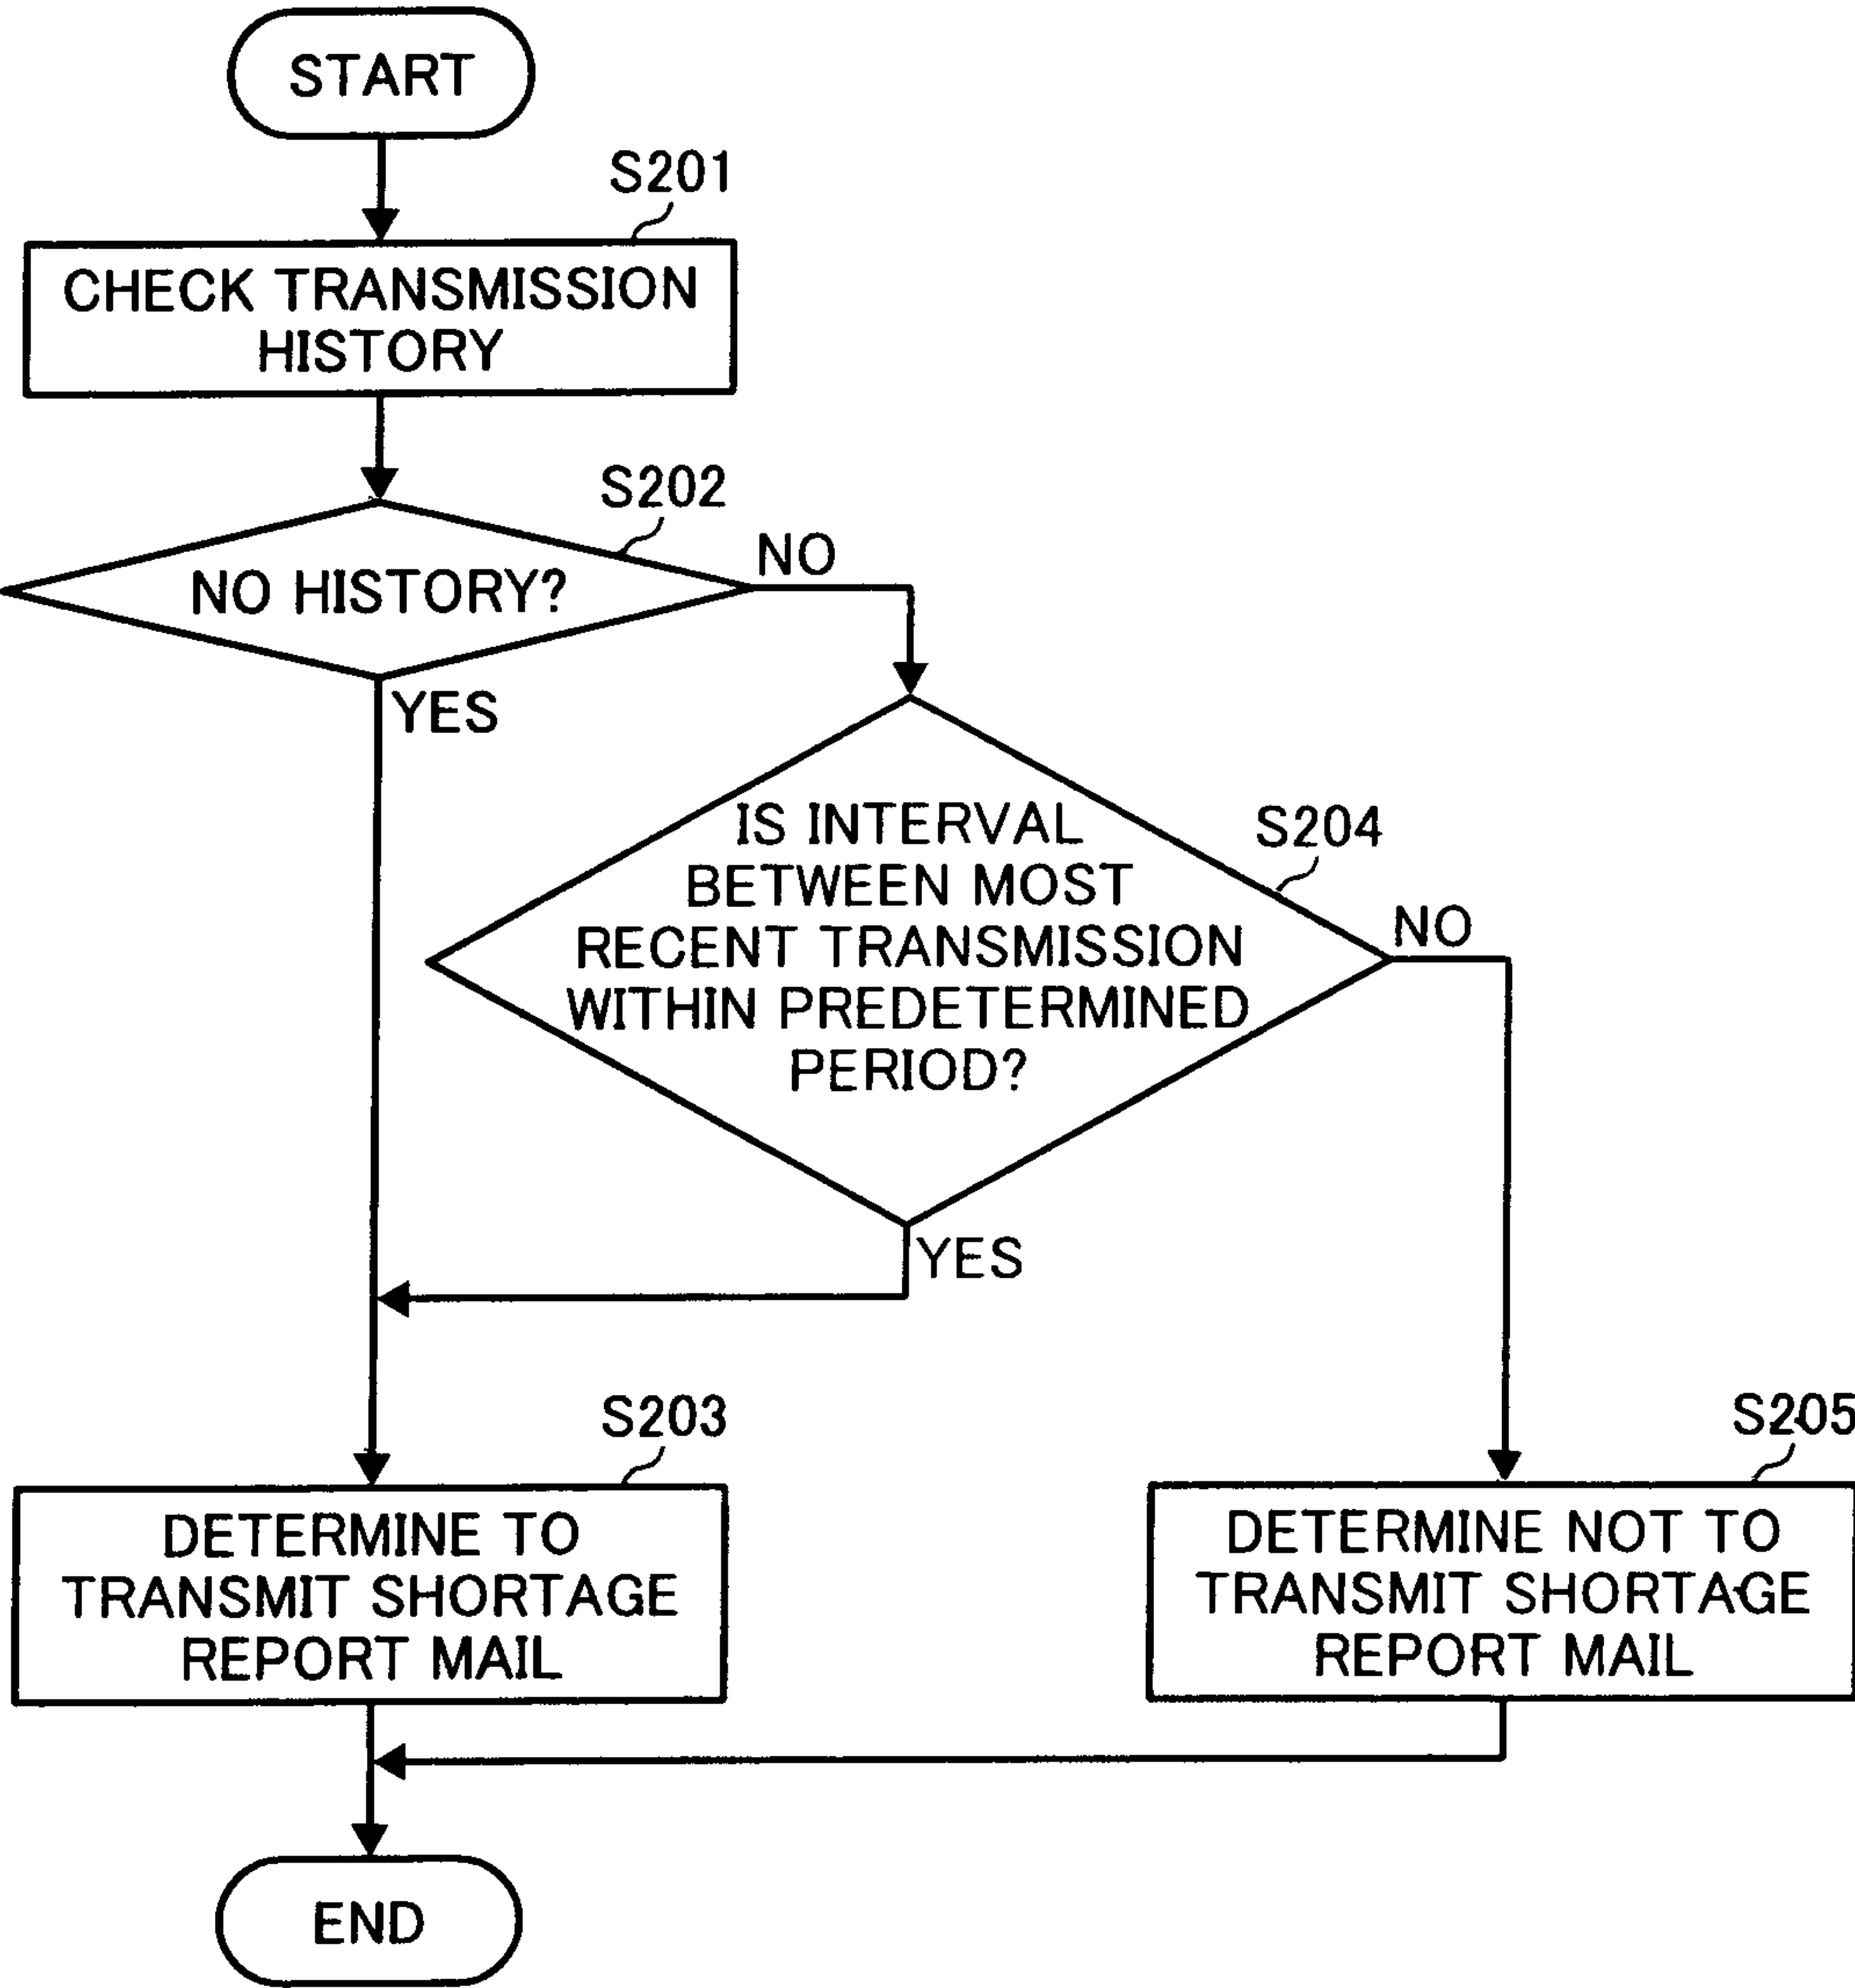 START
S201
CHECK TRANSMISSION
HISTORY
S202
NO HISTORY?
NO
YES
IS INTERVAL
BETWEEN MOST
RECENT TRANSMISSION
WITHIN PREDETERMINED
PERIOD?
S204
NO
YES
S203
DETERMINE TO
TRANSMIT SHORTAGE
REPORT MAIL
S205
DETERMINE NOT TO
TRANSMIT SHORTAGE
REPORT MAIL
END